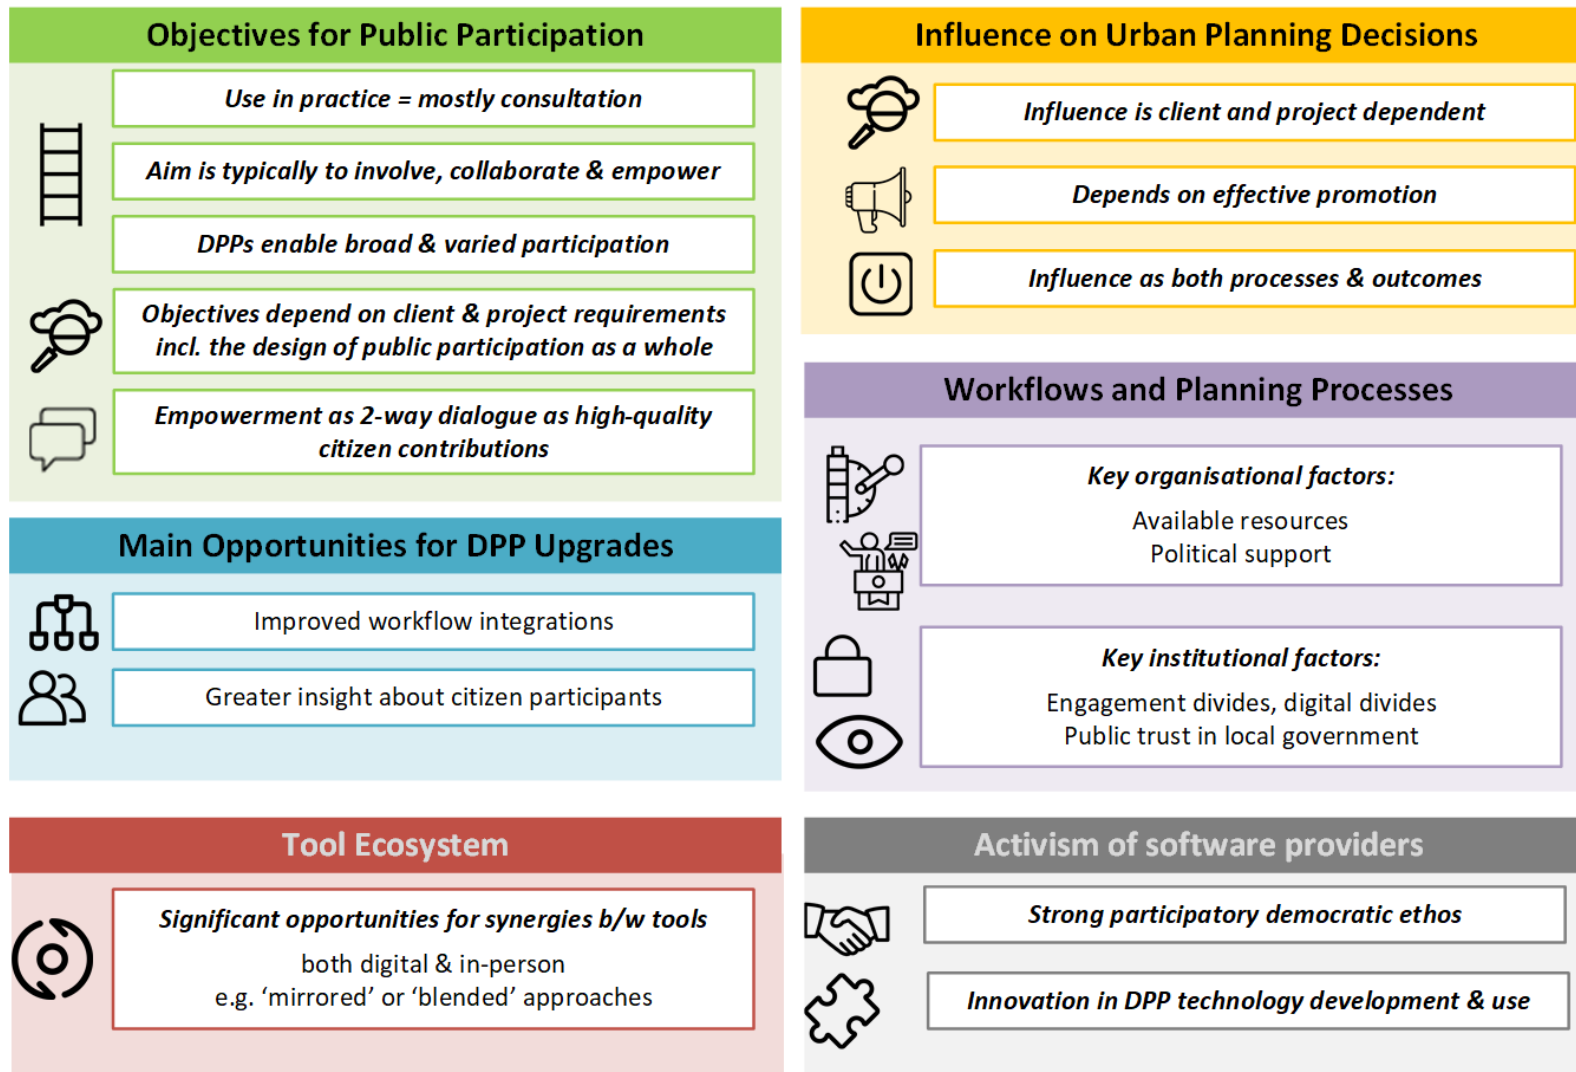 Objectives for Public Participation
Use in practice = mostly consultation
Aim is typically to involve, collaborate & empower
DPPs enable broad & varied participation
Objectives depend on client & project requirements
incl. the design of public participation as a whole
Empowerment as 2-way dialogue as high-quality
citizen contributions
Main Opportunities for DPP Upgrades
Improved workflow integrations
Greater insight about citizen participants
Tool Ecosystem
Significant opportunities for synergies b/w tools
both digital & in-person
e.g. ‘mirrored’ or ‘blended’ approaches
Influence on Urban Planning Decisions
Influence is client and project dependent
Depends on effective promotion
Influence as both processes & outcomes
Workflows and Planning Processes
Key organisational factors:
Available resources
Political support
Key institutional factors:
Engagement divides, digital divides
Public trust in local government
Activism of software providers
Strong participatory democratic ethos
Innovation in DPP technology development & use